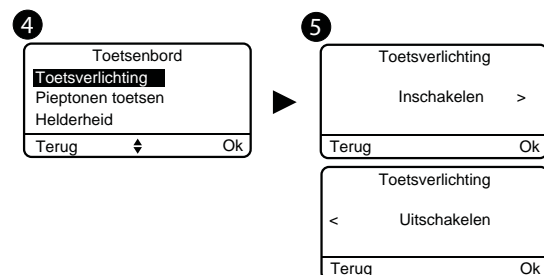 4
Toetsenbord
Toetsverlichting
Pieptonen toetsen
Helderheid
Terug Ok
5
Toetsverlichting
Inschakelen >
Terug Ok
Toetsverlichting
< Uitschakelen
Terug Ok